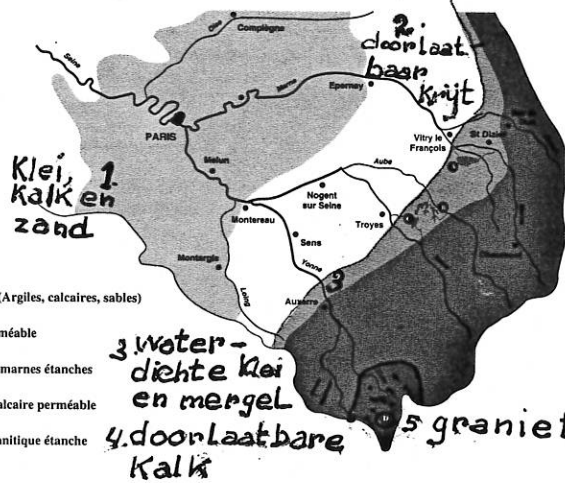 Oise
Compiègne
Seine
Marne
Epernay
2.
doorlaat
baar
Krijt
PARIS
Vitry le
François
St Dizier
Melun
Aube
Klei, 1.
Kalk en
zand
Nogent
sur Seine
Montereau
Troyes
Sens
Montargis
Yonne
3
Loing
Auxerre
(Argiles, calcaires, sables)
méable
marnes étanches
alcaire perméable
anitique étanche
3. water-
dichte klei
en mergel
4. doorlaatbare
Kalk
4
5 graniet